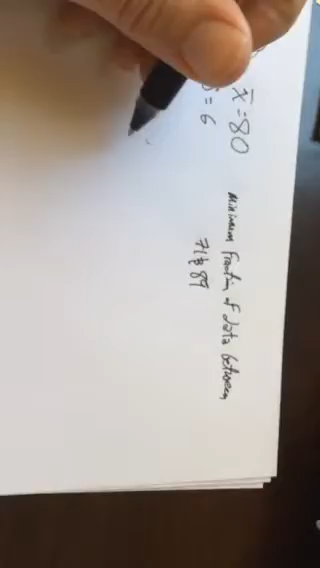 x̄ = 80
s = 6
Minimum fraction of data between
71 & 89